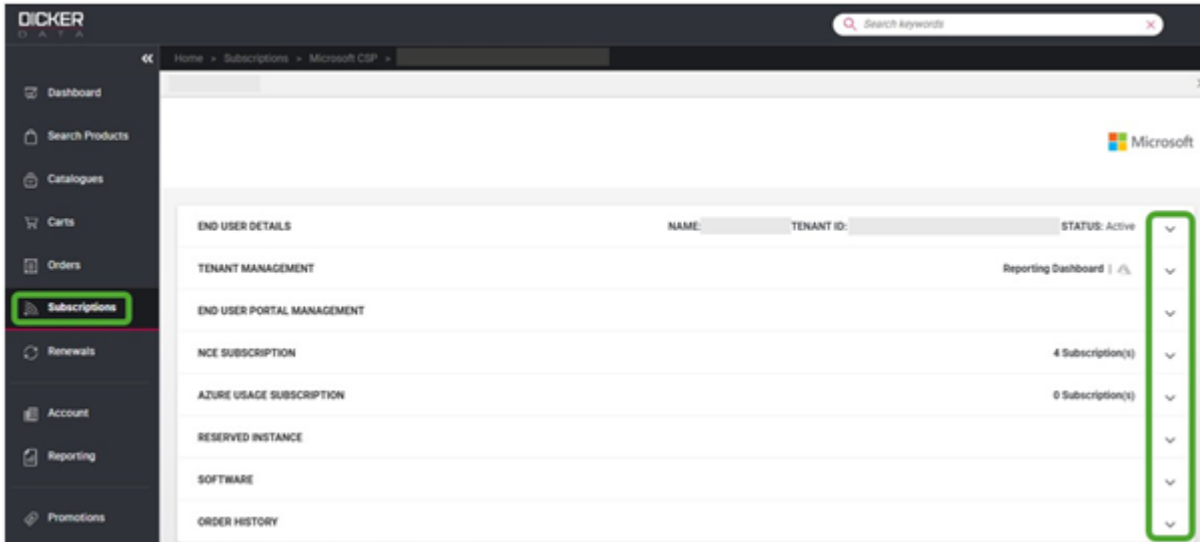 DICKER
DATA
Search keywords
Home > Subscriptions > Microsoft CSP >
Dashboard
Search Products
Catalogues
Carts
Orders
Subscriptions
Renewals
Account
Reporting
Promotions
Microsoft
END USER DETAILS NAME: TENANT ID: STATUS: Active
TENANT MANAGEMENT Reporting Dashboard |
END USER PORTAL MANAGEMENT
NCE SUBSCRIPTION 4 Subscription(s)
AZURE USAGE SUBSCRIPTION 0 Subscription(s)
RESERVED INSTANCE
SOFTWARE
ORDER HISTORY